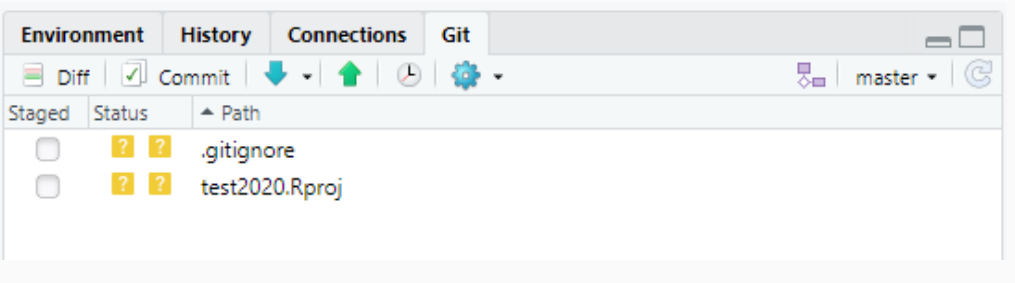 Environment History Connections Git
Diff Commit master
Staged Status Path
? ? .gitignore
? ? test2020.Rproj